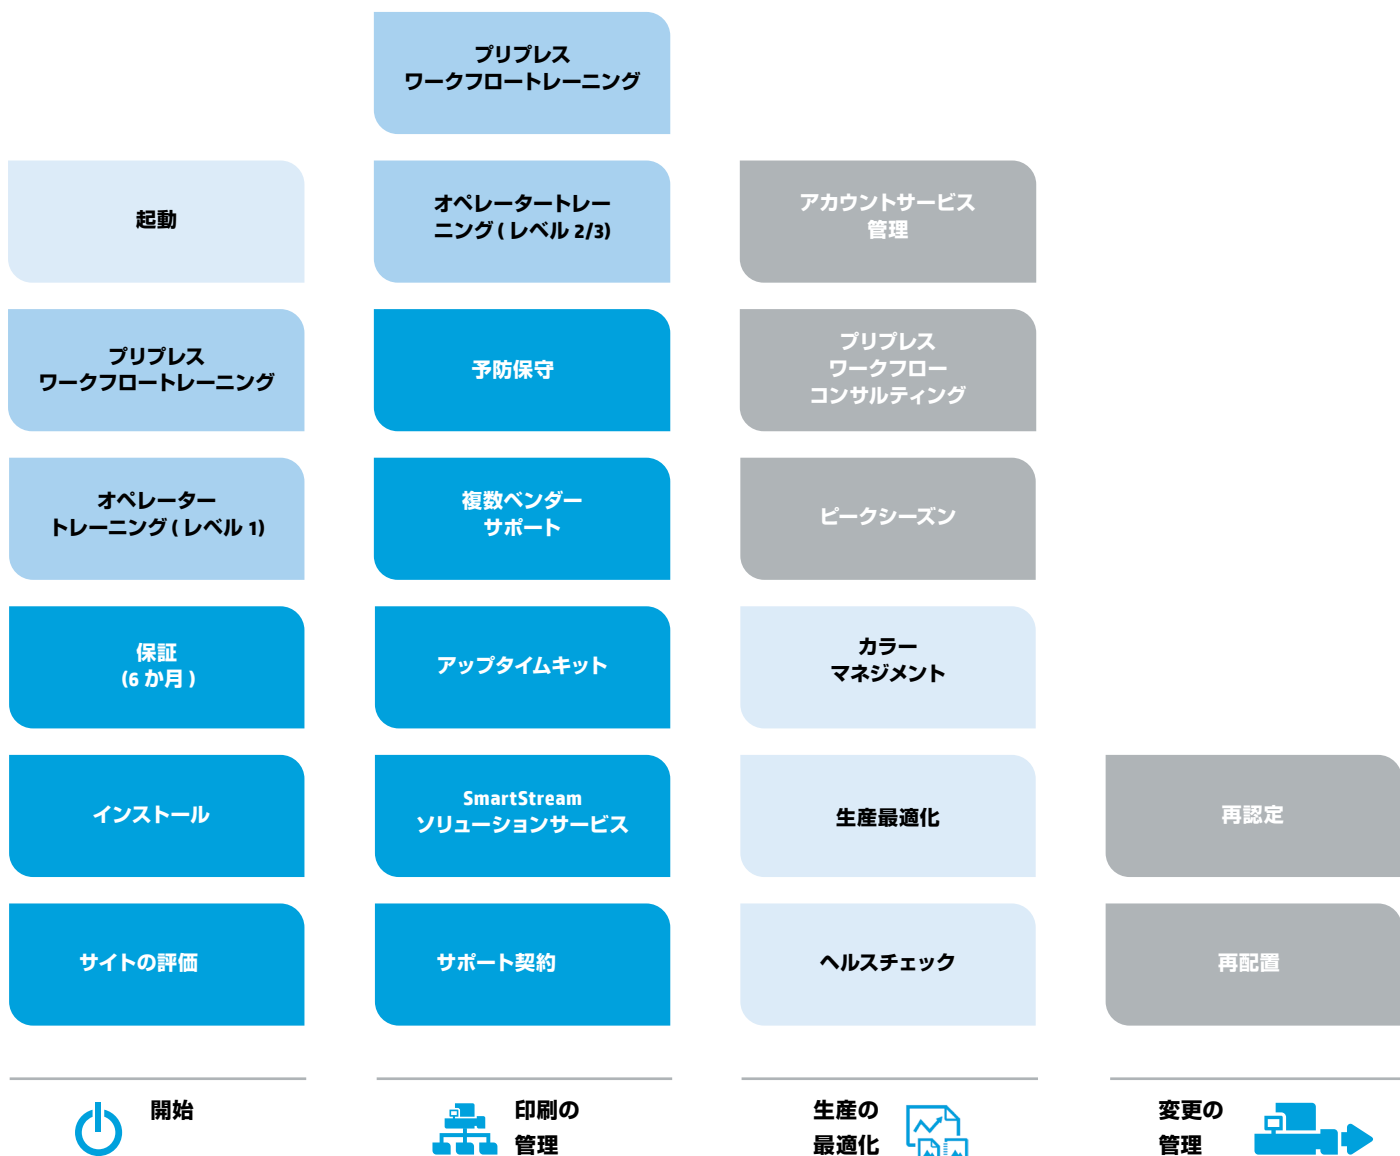 プリプレス
ワークフロートレーニング
起動
オペレータートレー
ニング ( レベル 2/3)
アカウントサービス
管理
プリプレス
ワークフロートレーニング
予防保守
プリプレス
ワークフロー
コンサルティング
オペレーター
トレーニング ( レベル 1)
複数ベンダー
サポート
ピークシーズン
保証
(6 か月 )
アップタイムキット
カラー
マネジメント
インストール
SmartStream
ソリューションサービス
生産最適化
再認定
サイトの評価
サポート契約
ヘルスチェック
再配置
開始
印刷の
管理
生産の
最適化
変更の
管理